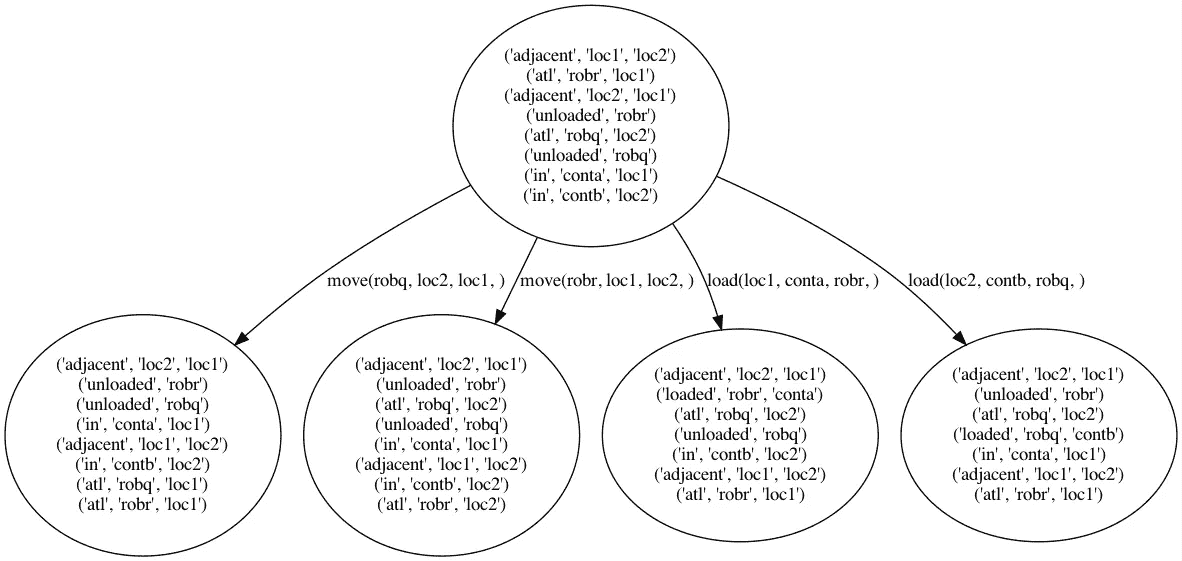 ('adjacent', 'loc1', 'loc2')
('atl', 'robr', 'loc1')
('adjacent', 'loc2', 'loc1')
('unloaded', 'robr')
('atl', 'robq', 'loc2')
('unloaded', 'robq')
('in', 'conta', 'loc1')
('in', 'contb', 'loc2')
move(robq, loc2, loc1, )
move(robr, loc1, loc2, )
load(loc1, conta, robr, )
load(loc2, contb, robq, )
('adjacent', 'loc2', 'loc1')
('unloaded', 'robr')
('unloaded', 'robq')
('in', 'conta', 'loc1')
('adjacent', 'loc1', 'loc2')
('in', 'contb', 'loc2')
('atl', 'robq', 'loc1')
('atl', 'robr', 'loc1')
('adjacent', 'loc2', 'loc1')
('unloaded', 'robr')
('atl', 'robq', 'loc2')
('unloaded', 'robq')
('in', 'conta', 'loc1')
('adjacent', 'loc1', 'loc2')
('in', 'contb', 'loc2')
('atl', 'robr', 'loc2')
('adjacent', 'loc2', 'loc1')
('loaded', 'robr', 'conta')
('atl', 'robq', 'loc2')
('unloaded', 'robq')
('in', 'contb', 'loc2')
('adjacent', 'loc1', 'loc2')
('atl', 'robr', 'loc1')
('adjacent', 'loc2', 'loc1')
('unloaded', 'robr')
('atl', 'robq', 'loc2')
('loaded', 'robq', 'contb')
('in', 'conta', 'loc1')
('adjacent', 'loc1', 'loc2')
('atl', 'robr', 'loc1')